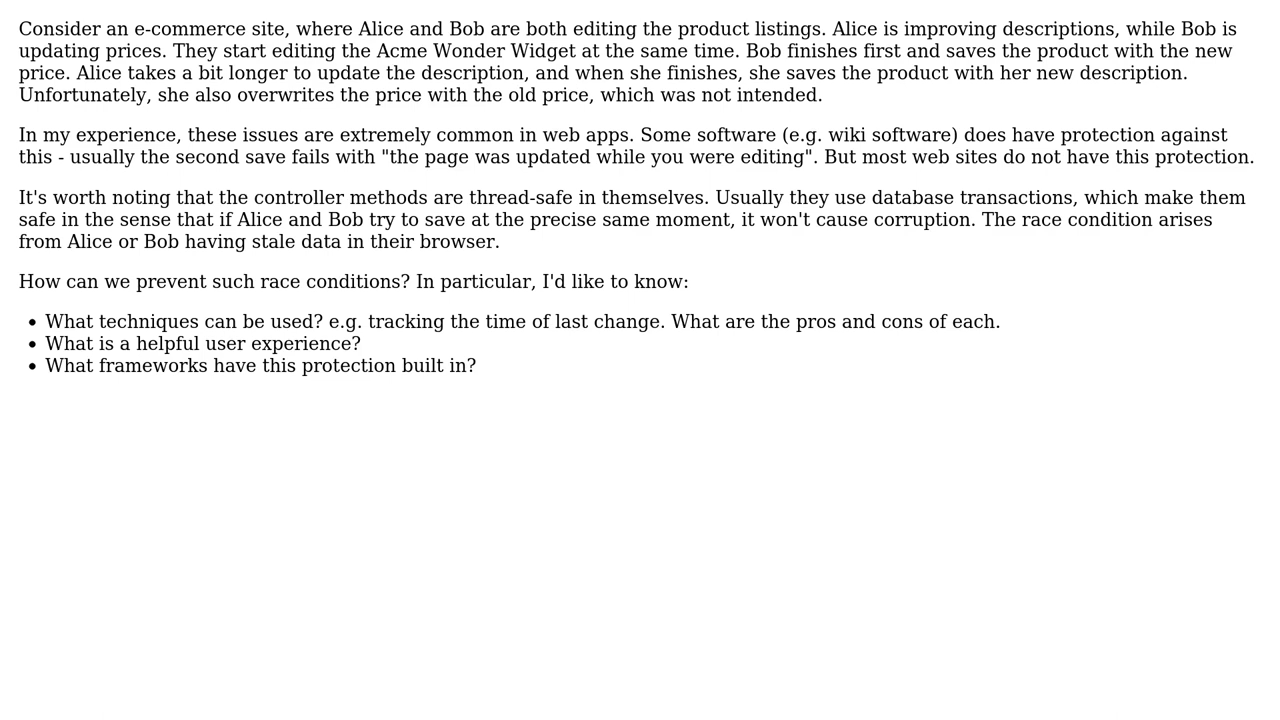 Consider an e-commerce site, where Alice and Bob are both editing the product listings. Alice is improving descriptions, while Bob is
updating prices. They start editing the Acme Wonder Widget at the same time. Bob finishes first and saves the product with the new
price. Alice takes a bit longer to update the description, and when she finishes, she saves the product with her new description.
Unfortunately, she also overwrites the price with the old price, which was not intended.
In my experience, these issues are extremely common in web apps. Some software (e.g. wiki software) does have protection against
this - usually the second save fails with "the page was updated while you were editing". But most web sites do not have this protection.
It's worth noting that the controller methods are thread-safe in themselves. Usually they use database transactions, which make them
safe in the sense that if Alice and Bob try to save at the precise same moment, it won't cause corruption. The race condition arises
from Alice or Bob having stale data in their browser.
How can we prevent such race conditions? In particular, I'd like to know:
• What techniques can be used? e.g. tracking the time of last change. What are the pros and cons of each.
• What is a helpful user experience?
• What frameworks have this protection built in?